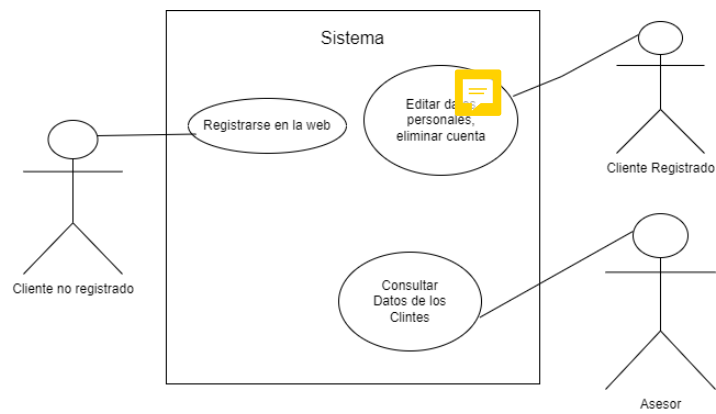 Sistema
Registrarse en la web
Editar datos
personales,
eliminar cuenta
Cliente Registrado
Cliente no registrado
Consultar
Datos de los
Clintes
Asesor